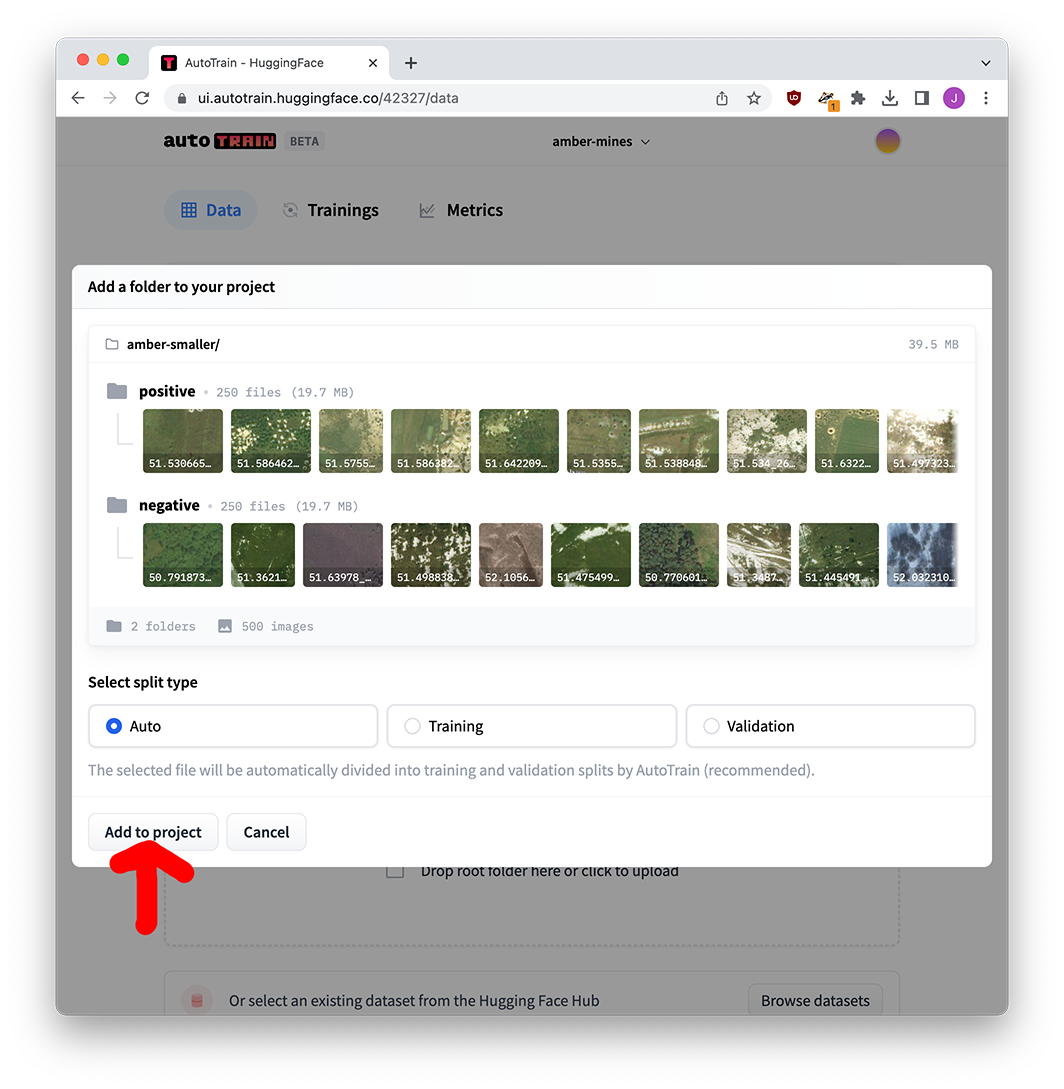 AutoTrain - HuggingFace
ui.autotrain.huggingface.co/42327/data
1
J
auto TRAIN BETA
amber-mines
Data
Trainings
Metrics
Add a folder to your project
amber-smaller/
39.5 MB
positive • 250 files (19.7 MB)
51.530665… 51.586462… 51.5755… 51.586382… 51.642209… 51.5355… 51.538848… 51.534_26… 51.6322… 51.497323…
negative • 250 files (19.7 MB)
50.791873… 51.3621… 51.63978_… 51.498838… 52.1056… 51.475499… 50.770601… 51.3487… 51.445491… 52.032310…
2 folders 500 images
Select split type
Auto
Training
Validation
The selected file will be automatically divided into training and validation splits by AutoTrain (recommended).
Add to project
Cancel
Drop root folder here or click to upload
Or select an existing dataset from the Hugging Face Hub
Browse datasets